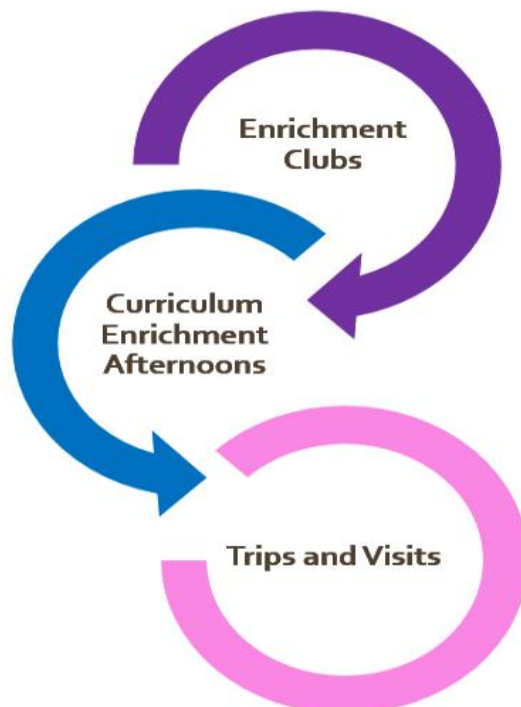 Enrichment
Clubs
Curriculum
Enrichment
Afternoons
Trips and Visits